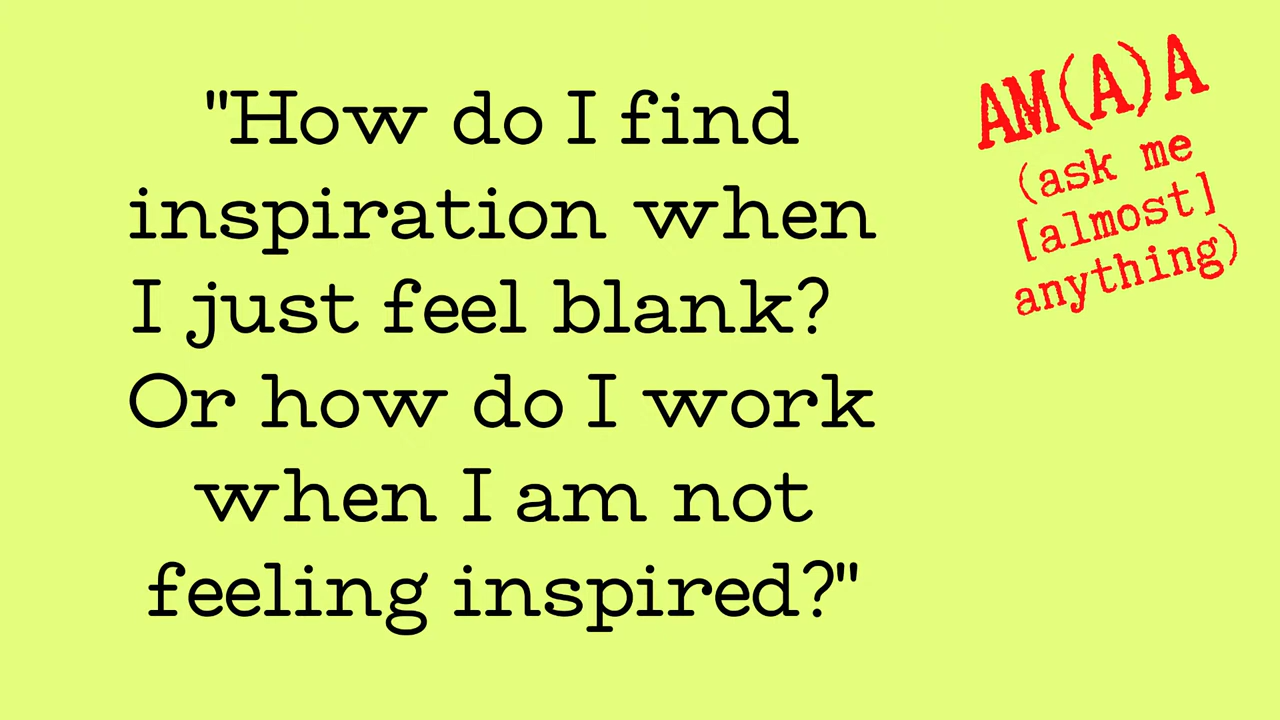 "How do I find
inspiration when
I just feel blank?
Or how do I work
when I am not
feeling inspired?"
AM(A)A
(ask me
[almost]
anything)